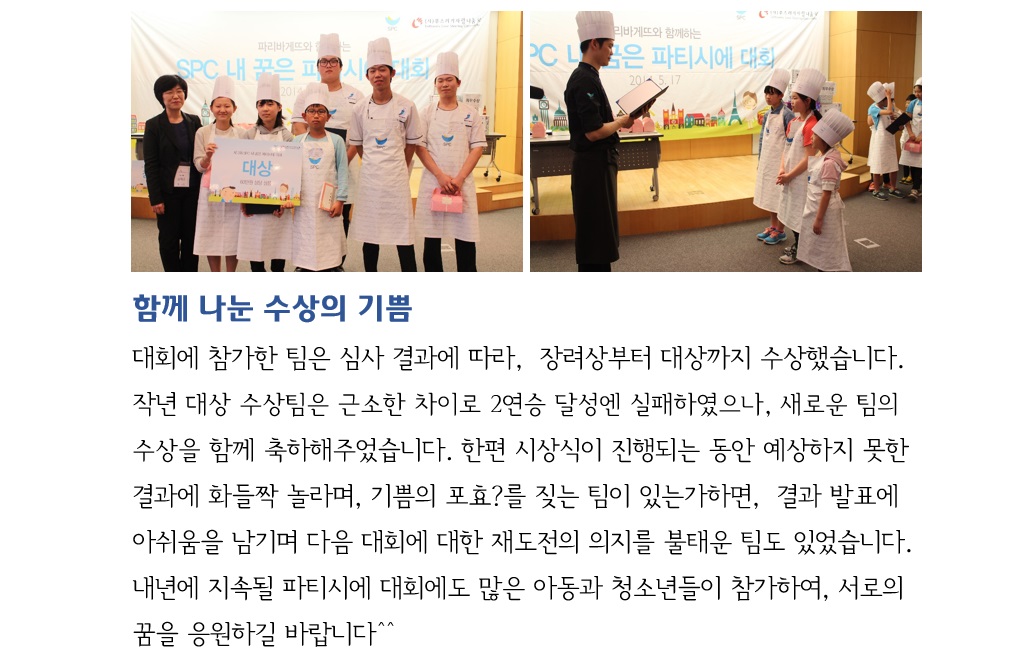 파리바게뜨와 함께하는
SPC 내 꿈은 파티시에 대회
대상
파리바게뜨와 함께하는
PC 내 꿈은 파티시에 대회
함께 나눈 수상의 기쁨
대회에 참가한 팀은 심사 결과에 따라, 장려상부터 대상까지 수상했습니다.
작년 대상 수상팀은 근소한 차이로 2연승 달성엔 실패하였으나, 새로운 팀의
수상을 함께 축하해주었습니다. 한편 시상식이 진행되는 동안 예상하지 못한
결과에 화들짝 놀라며, 기쁨의 포효?를 짖는 팀이 있는가하면, 결과 발표에
아쉬움을 남기며 다음 대회에 대한 재도전의 의지를 불태운 팀도 있었습니다.
내년에 지속될 파티시에 대회에도 많은 아동과 청소년들이 참가하여, 서로의
꿈을 응원하길 바랍니다^^